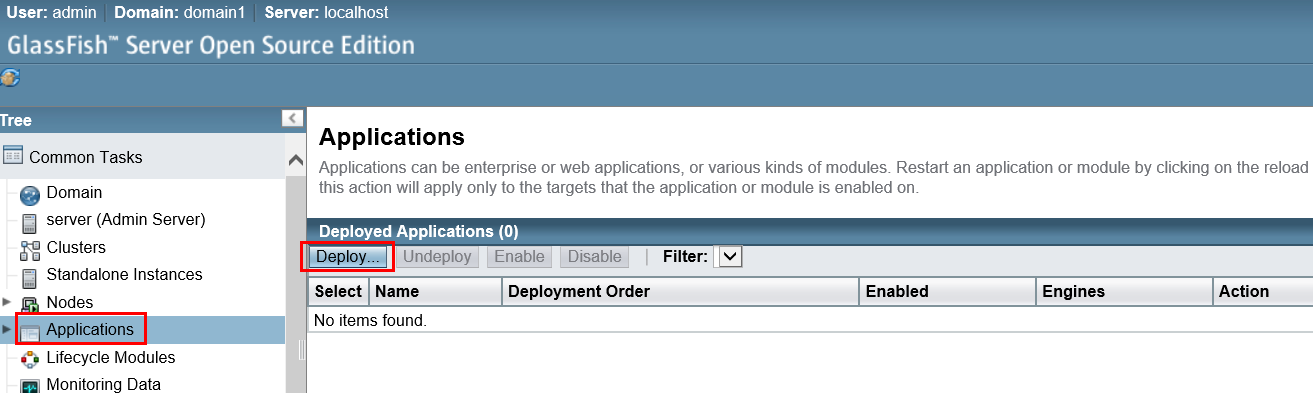 User: admin Domain: domain1 Server: localhost
GlassFish™ Server Open Source Edition
Tree
Common Tasks
Domain
server (Admin Server)
Clusters
Standalone Instances
Nodes
Applications
Lifecycle Modules
Monitoring Data
Applications
Applications can be enterprise or web applications, or various kinds of modules. Restart an application or module by clicking on the reload
this action will apply only to the targets that the application or module is enabled on.
Deployed Applications (0)
Deploy... Undeploy Enable Disable Filter:
Select Name Deployment Order Enabled Engines Action
No items found.